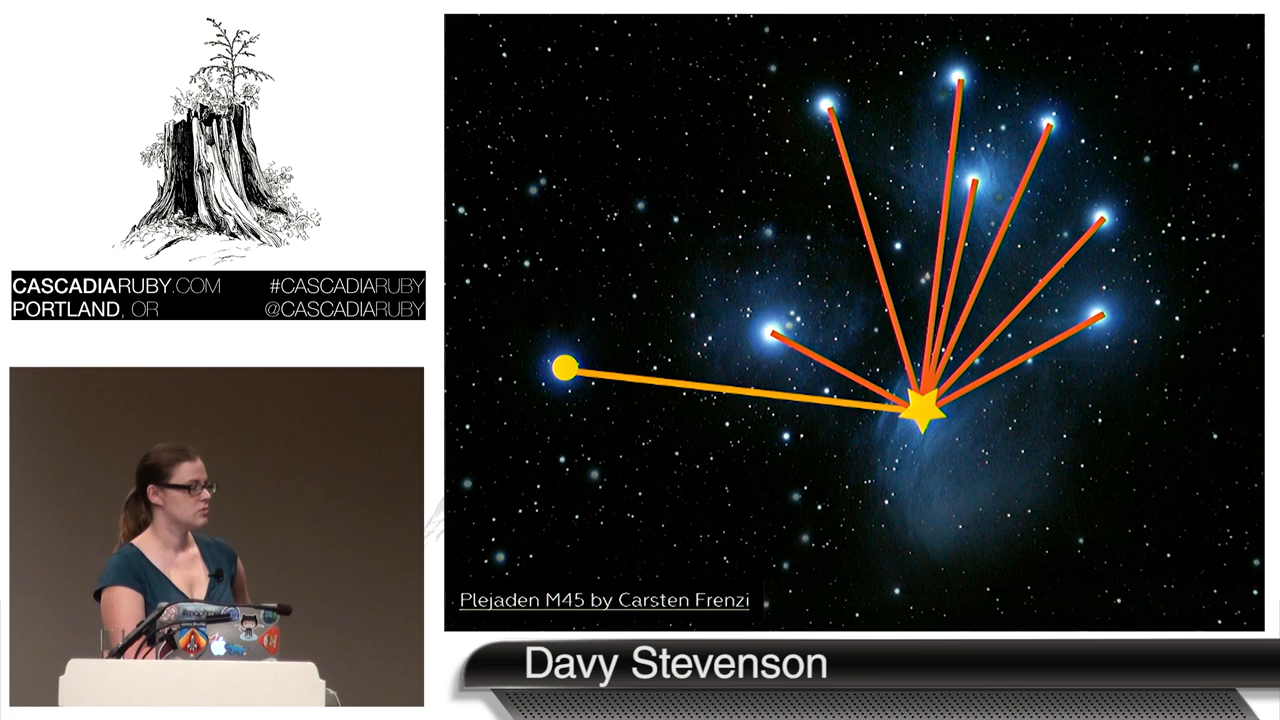 CASCADIARUBY.COM #CASCADIARUBY
PORTLAND, OR @CASCADIARUBY
Plejaden M45 by Carsten Frenzi
Davy Stevenson